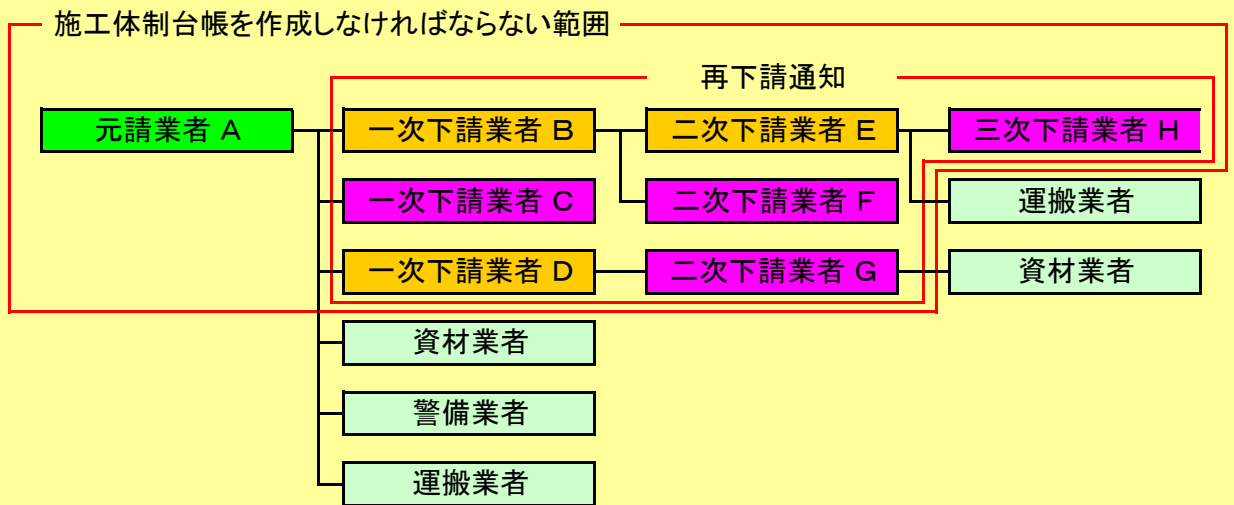 施工体制台帳を作成しなければならない範囲
再下請通知
元請業者 A
一次下請業者 B
二次下請業者 E
三次下請業者 H
一次下請業者 C
二次下請業者 F
運搬業者
一次下請業者 D
二次下請業者 G
資材業者
資材業者
警備業者
運搬業者